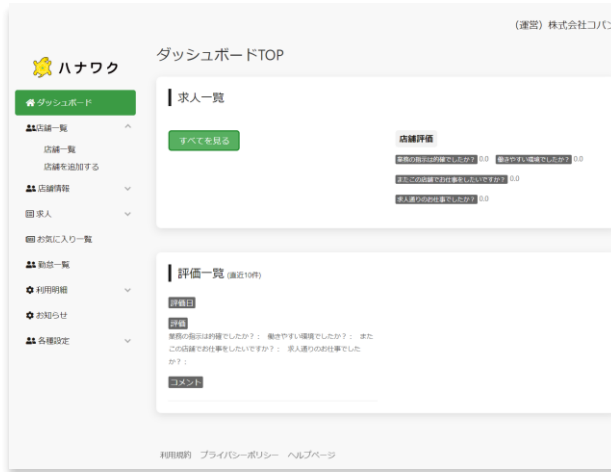 (運営) 株式会社コパン
ハナワク
ダッシュボードTOP
ダッシュボード
店舗一覧
店舗一覧
店舗を追加する
店舗情報
求人
お気に入り一覧
勤怠一覧
利用明細
お知らせ
各種設定
求人一覧
すべてを見る
店舗評価
業務の指示は的確でしたか? 0.0 働きやすい環境でしたか? 0.0
またこの店舗でお仕事をしたいですか? 0.0
求人通りのお仕事でしたか? 0.0
評価一覧 (直近10件)
評価日
評価
業務の指示は的確でしたか?: 働きやすい環境でしたか?: また
この店舗でお仕事をしたいですか?: 求人通りのお仕事でした
か?:
コメント
利用規約 プライバシーポリシー ヘルプページ